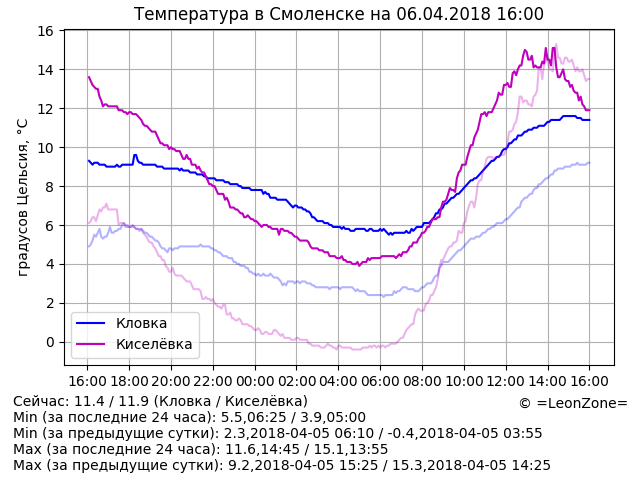 Температура в Смоленске на 06.04.2018 16:00
градусов Цельсия, °C
16
14
12
10
8
6
4
2
0
Кловка
Киселёвка
16:00 18:00 20:00 22:00 00:00 02:00 04:00 06:00 08:00 10:00 12:00 14:00 16:00
Сейчас: 11.4 / 11.9 (Кловка / Киселёвка)
© =LeonZone=
Min (за последние 24 часа): 5.5,06:25 / 3.9,05:00
Min (за предыдущие сутки): 2.3,2018-04-05 06:10 / -0.4,2018-04-05 03:55
Max (за последние 24 часа): 11.6,14:45 / 15.1,13:55
Max (за предыдущие сутки): 9.2,2018-04-05 15:25 / 15.3,2018-04-05 14:25